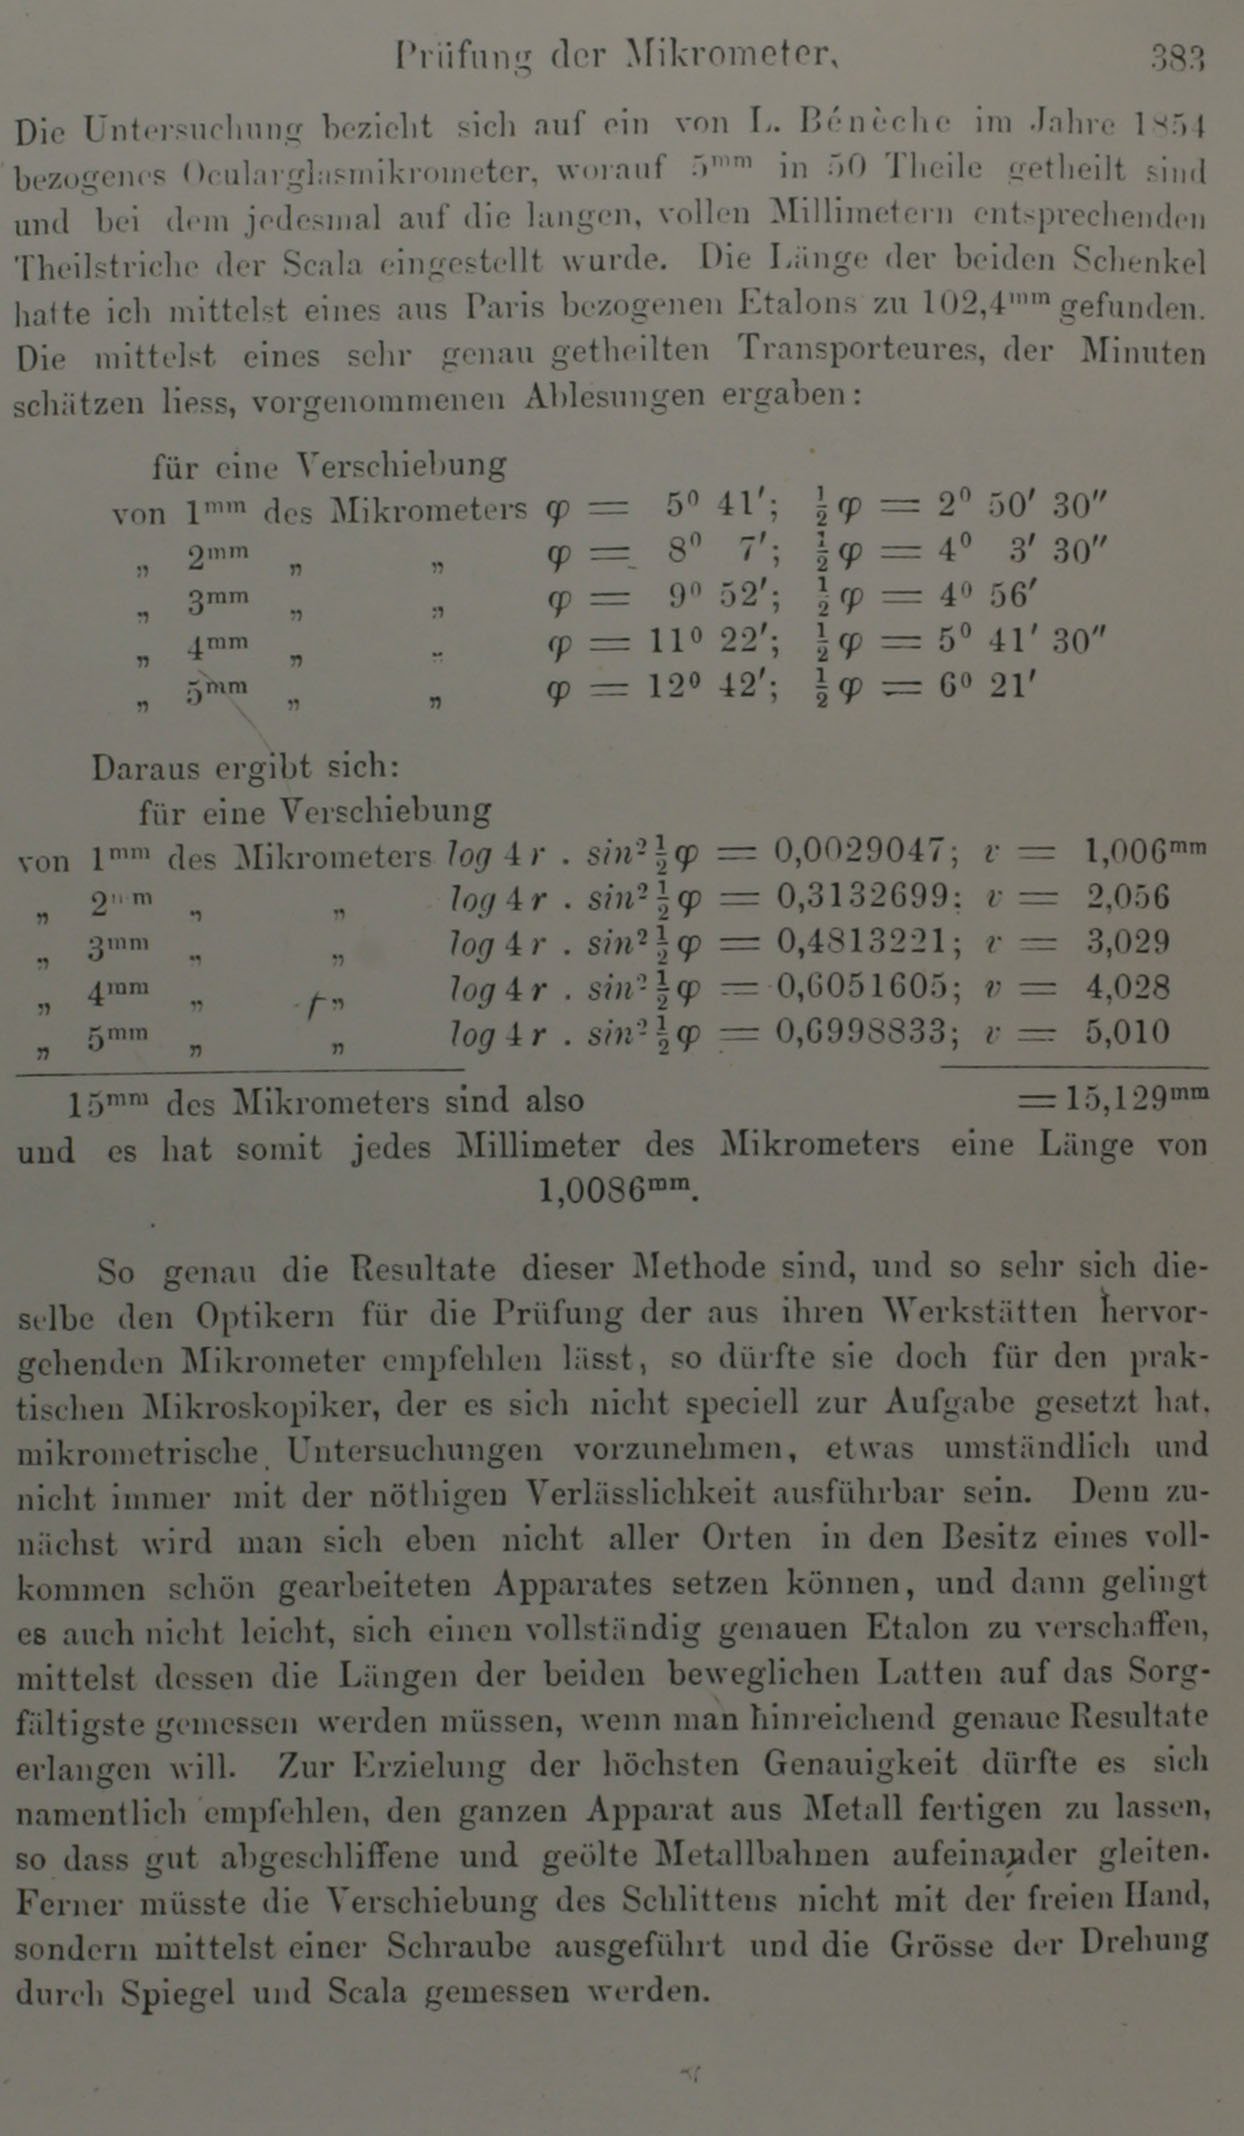 Prüfung der Mikrometer. 383
Die Untersuchung bezieht sich auf ein von L. Bénèche im Jahre 1854
bezogenes Ocularglasmikrometer, worauf 5ᵐᵐ in 50 Theile getheilt sind
und bei dem jedesmal auf die langen, vollen Millimetern entsprechenden
Theilstriche der Scala eingestellt wurde. Die Länge der beiden Schenkel
hatte ich mittelst eines aus Paris bezogenen Etalons zu 102,4ᵐᵐ gefunden.
Die mittelst eines sehr genau getheilten Transporteures, der Minuten
schätzen liess, vorgenommenen Ablesungen ergaben:
für eine Verschiebung
von 1ᵐᵐ des Mikrometers φ = 5⁰ 41′; ½ φ = 2⁰ 50′ 30″
„ 2ᵐᵐ „ „ φ = 8⁰ 7′; ½ φ = 4⁰ 3′ 30″
„ 3ᵐᵐ „ „ φ = 9⁰ 52′; ½ φ = 4⁰ 56′
„ 4ᵐᵐ „ „ φ = 11⁰ 22′; ½ φ = 5⁰ 41′ 30″
„ 5ᵐᵐ „ „ φ = 12⁰ 42′; ½ φ = 6⁰ 21′
Daraus ergibt sich:
für eine Verschiebung
von 1ᵐᵐ des Mikrometers log 4 r . sin² ½ φ = 0,0029047; v = 1,006ᵐᵐ
„ 2ᵐᵐ „ „ log 4 r . sin² ½ φ = 0,3132699; v = 2,056
„ 3ᵐᵐ „ „ log 4 r . sin² ½ φ = 0,4813221; v = 3,029
„ 4ᵐᵐ „ „ log 4 r . sin² ½ φ = 0,6051605; v = 4,028
„ 5ᵐᵐ „ „ log 4 r . sin² ½ φ = 0,6998833; v = 5,010
15ᵐᵐ des Mikrometers sind also = 15,129ᵐᵐ
und es hat somit jedes Millimeter des Mikrometers eine Länge von
1,0086ᵐᵐ.
So genau die Resultate dieser Methode sind, und so sehr sich die-
selbe den Optikern für die Prüfung der aus ihren Werkstätten hervor-
gehenden Mikrometer empfehlen lässt, so dürfte sie doch für den prak-
tischen Mikroskopiker, der es sich nicht speciell zur Aufgabe gesetzt hat,
mikrometrische Untersuchungen vorzunehmen, etwas umständlich und
nicht immer mit der nöthigen Verlässlichkeit ausführbar sein. Denn zu-
nächst wird man sich eben nicht aller Orten in den Besitz eines voll-
kommen schön gearbeiteten Apparates setzen können, und dann gelingt
es auch nicht leicht, sich einen vollständig genauen Etalon zu verschaffen,
mittelst dessen die Längen der beiden beweglichen Latten auf das Sorg-
fältigste gemessen werden müssen, wenn man hinreichend genaue Resultate
erlangen will. Zur Erzielung der höchsten Genauigkeit dürfte es sich
namentlich empfehlen, den ganzen Apparat aus Metall fertigen zu lassen,
so dass gut abgeschliffene und geölte Metallbahnen aufeinander gleiten.
Ferner müsste die Verschiebung des Schlittens nicht mit der freien Hand,
sondern mittelst einer Schraube ausgeführt und die Grösse der Drehung
durch Spiegel und Scala gemessen werden.